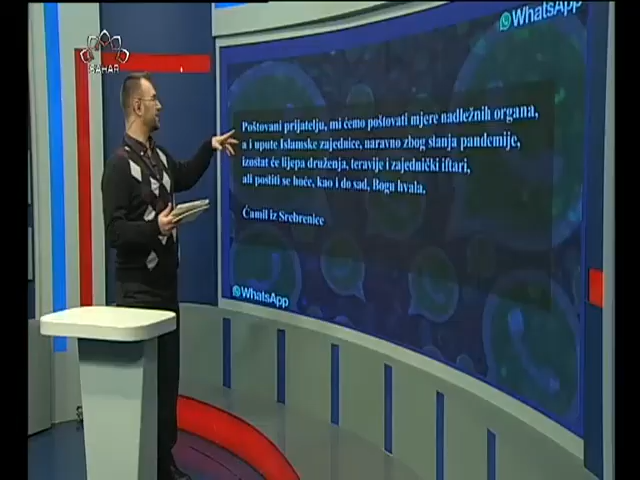 SAHAR
WhatsApp
Poštovani prijatelju, mi ćemo poštovati mjere nadležnih organa,
a i upute Islamske zajednice, naravno zbog stanja pandemije,
izostat će lijepa druženja, teravije i zajednički iftari,
ali postiti se hoće, kao i do sad, Bogu hvala.
Ćamil iz Srebrenice
WhatsApp